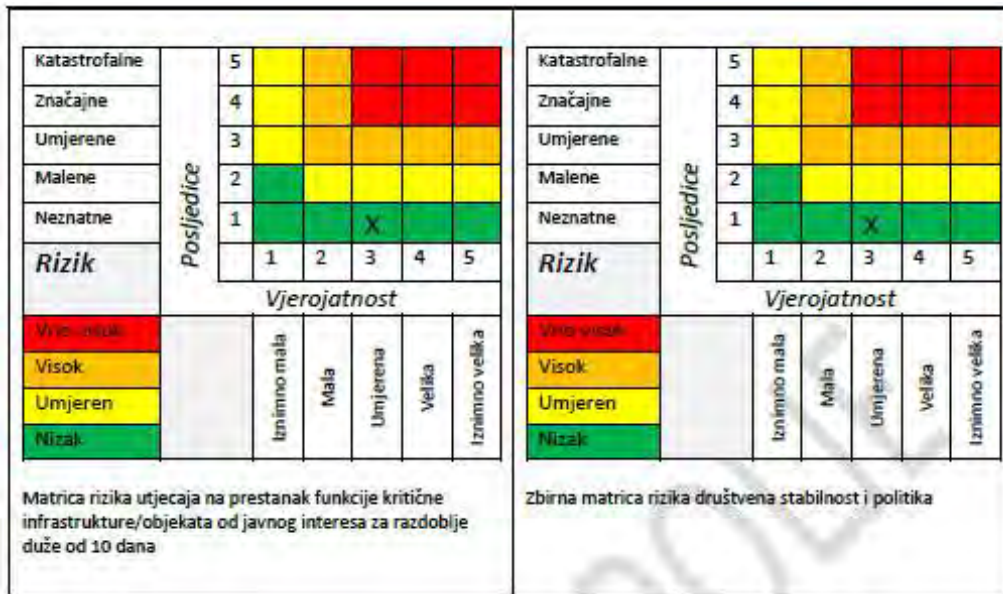 Katastrofalne 5
Značajne 4
Umjerene 3
Malene 2
Neznatne 1 X
Posljedice
Rizik 1 2 3 4 5
Vjerojatnost
Vrlo visok
Visok
Umjeren
Nizak
Iznimno mala
Mala
Umjerena
Velika
Iznimno velika
Matrica rizika utjecaja na prestanak funkcije kritične
infrastrukture/objekata od javnog interesa za razdoblje
duže od 10 dana
Katastrofalne 5
Značajne 4
Umjerene 3
Malene 2
Neznatne 1 X
Posljedice
Rizik 1 2 3 4 5
Vjerojatnost
Vrlo visok
Visok
Umjeren
Nizak
Iznimno mala
Mala
Umjerena
Velika
Iznimno velika
Zbirna matrica rizika društvena stabilnost i politika